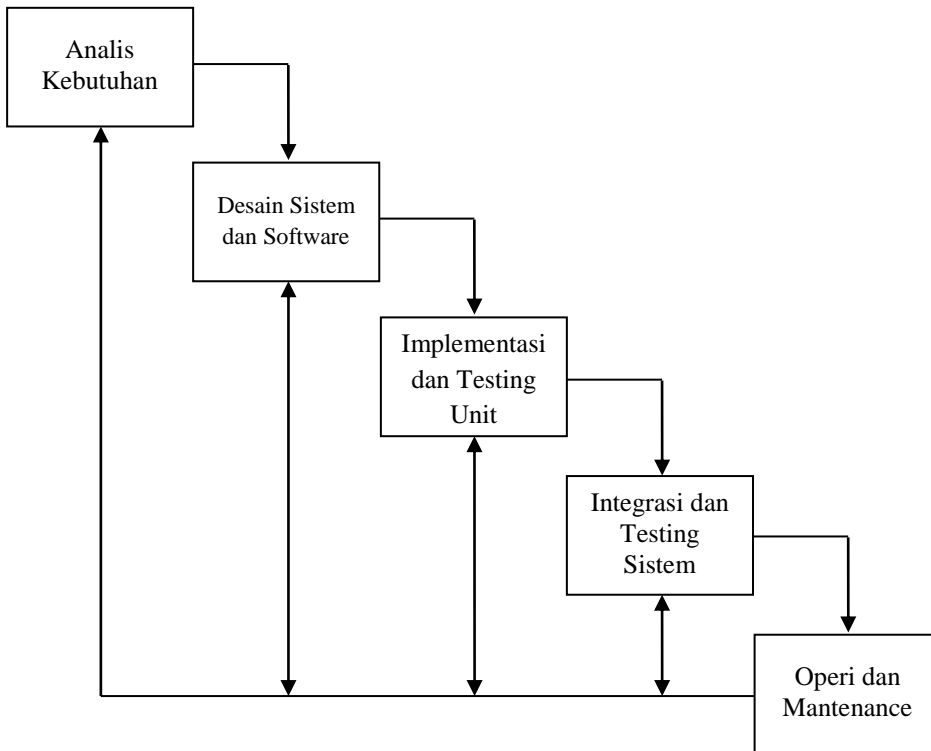 Analis
Kebutuhan
Desain Sistem
dan Software
Implementasi
dan Testing
Unit
Integrasi dan
Testing
Sistem
Operi dan
Mantenance